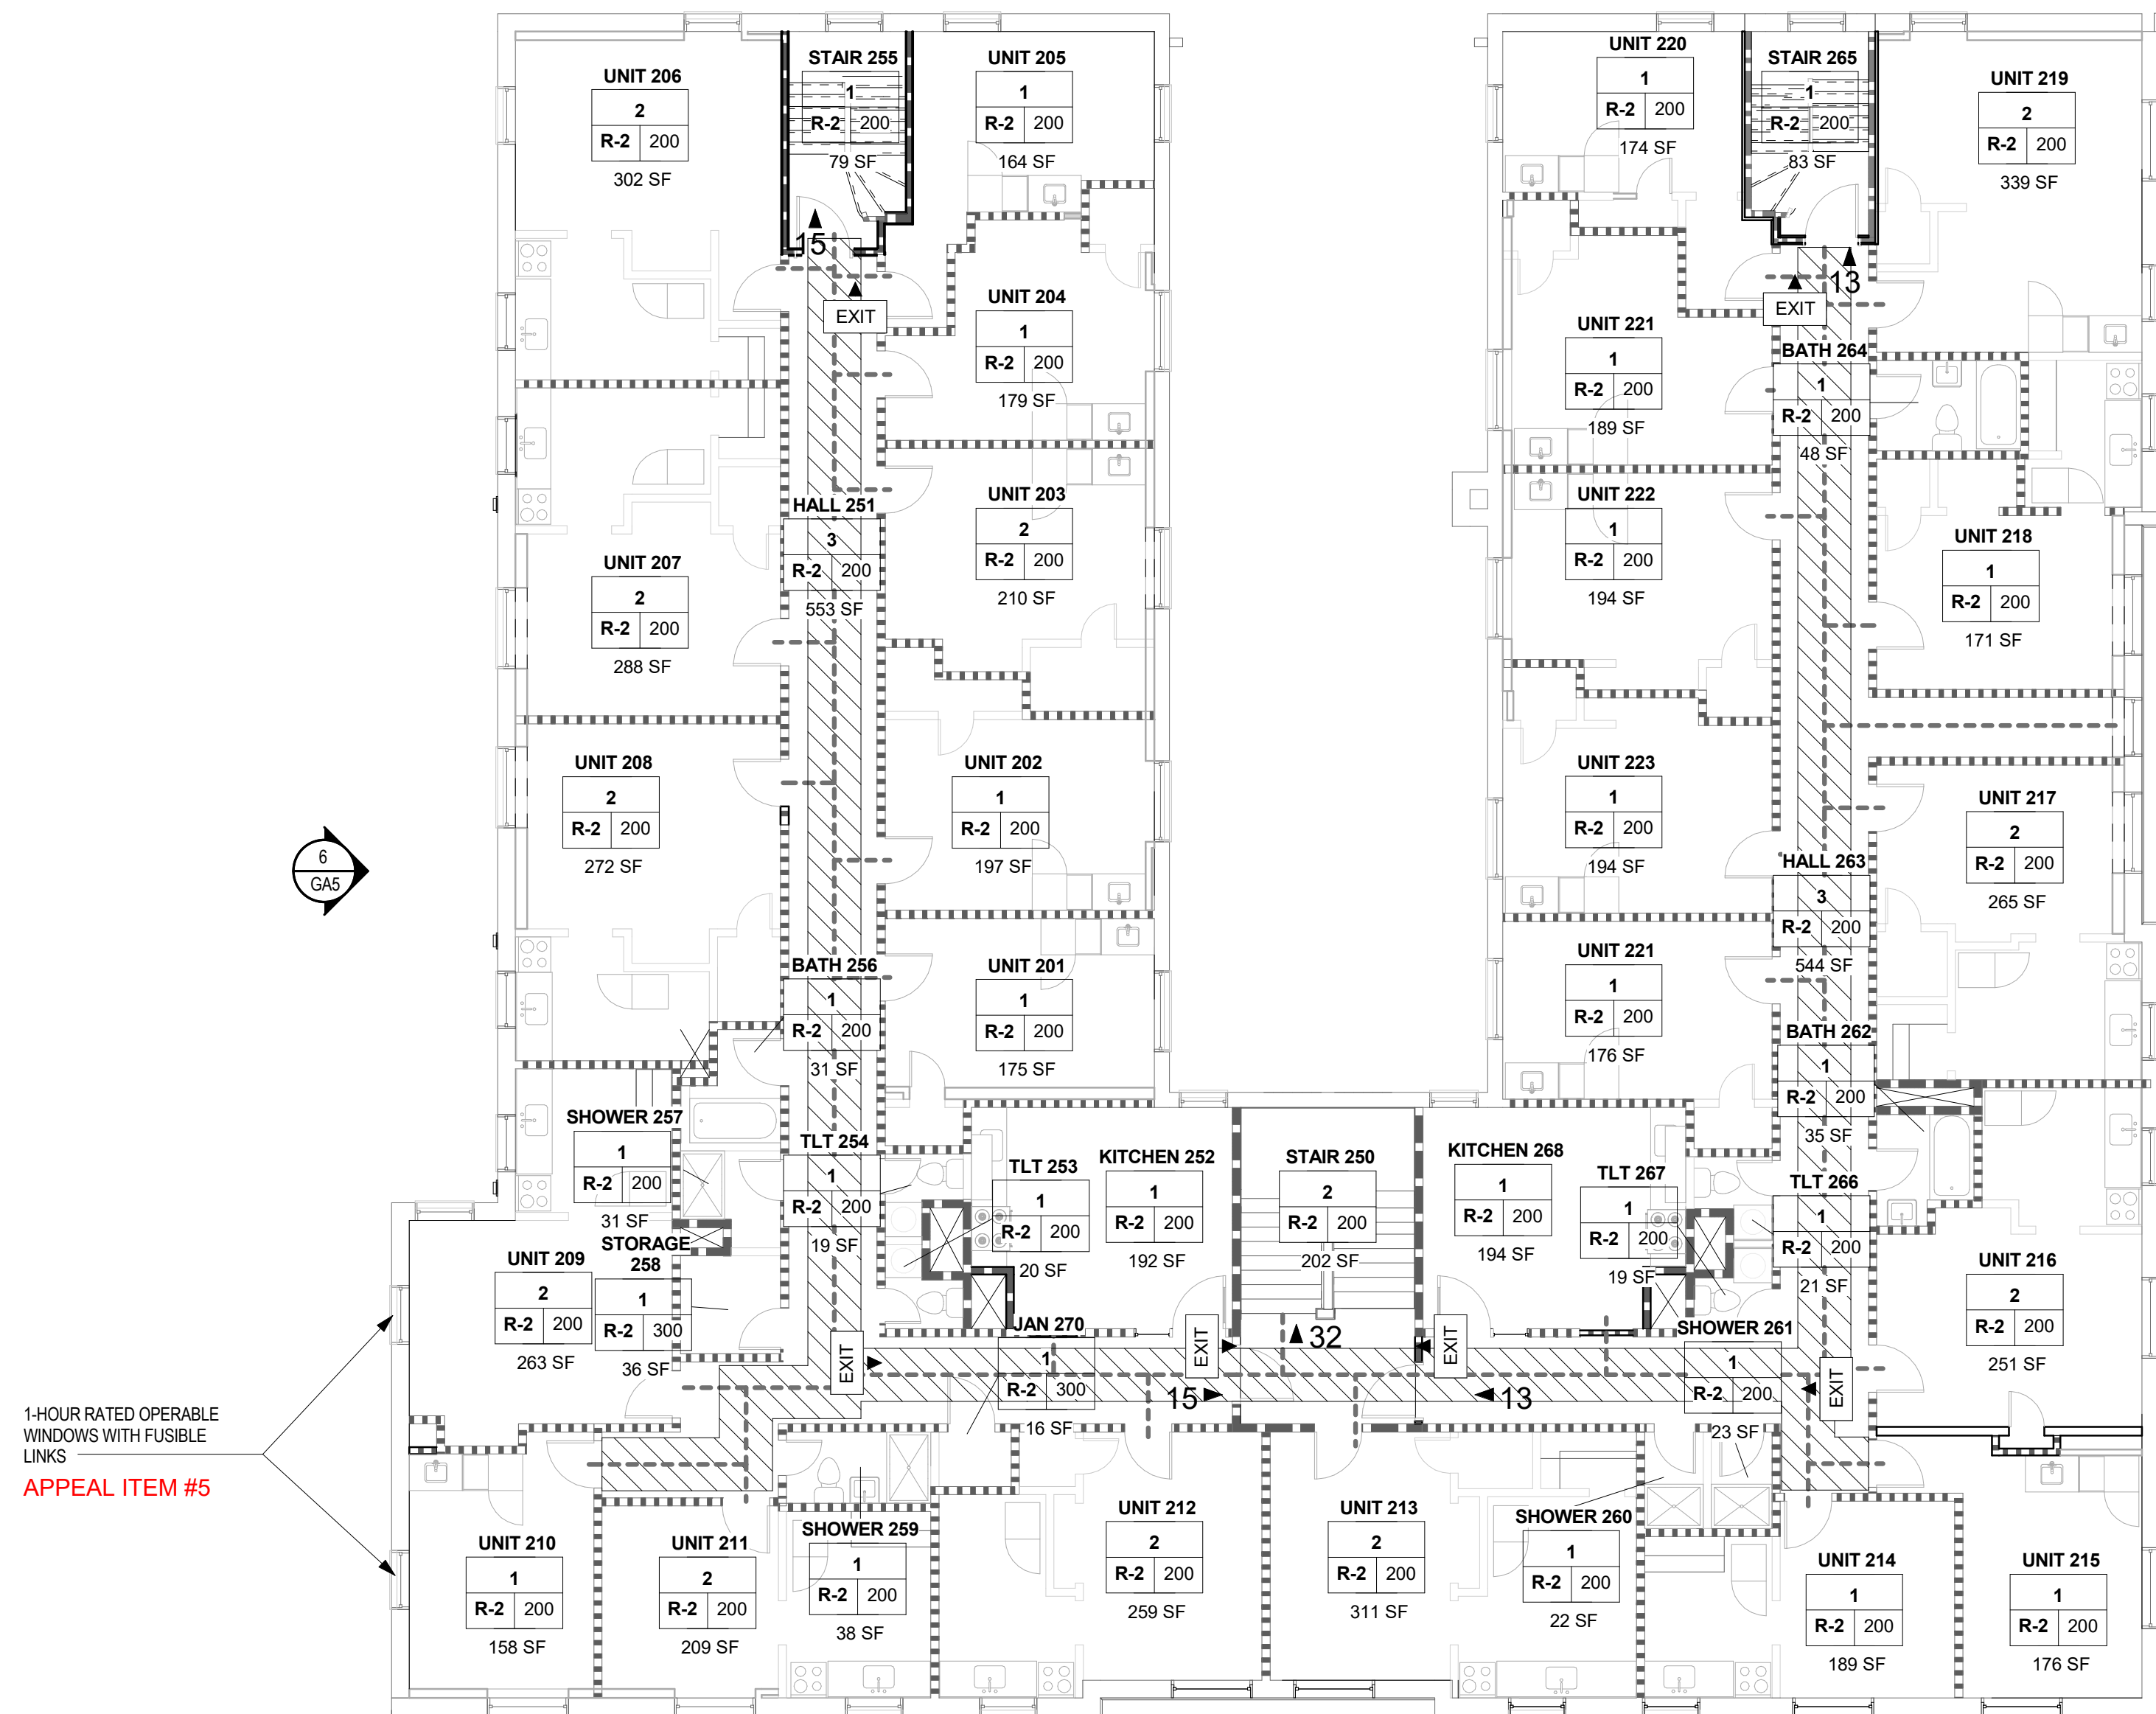 UNIT 206
2
R-2 200
302 SF
STAIR 255
1
R-2 200
79 SF
15
EXIT
UNIT 205
1
R-2 200
164 SF
UNIT 204
1
R-2 200
179 SF
UNIT 203
2
R-2 200
210 SF
HALL 251
3
R-2 200
553 SF
UNIT 207
2
R-2 200
288 SF
UNIT 208
2
R-2 200
272 SF
UNIT 202
1
R-2 200
197 SF
6
GA5
BATH 256
1
R-2 200
31 SF
UNIT 201
1
R-2 200
175 SF
SHOWER 257
1
R-2 200
31 SF
TLT 254
1
R-2 200
19 SF
STORAGE
258
1
R-2 300
36 SF
UNIT 209
2
R-2 200
263 SF
TLT 253
1
R-2 200
20 SF
KITCHEN 252
1
R-2 200
192 SF
STAIR 250
2
R-2 200
202 SF
32
KITCHEN 268
1
R-2 200
194 SF
TLT 267
1
R-2 200
19 SF
EXIT
JAN 270
1
R-2 300
16 SF
EXIT
15
EXIT
13
SHOWER 261
1
R-2 200
23 SF
EXIT
UNIT 220
1
R-2 200
174 SF
STAIR 265
1
R-2 200
83 SF
13
EXIT
UNIT 219
2
R-2 200
339 SF
UNIT 221
1
R-2 200
189 SF
BATH 264
1
R-2 200
48 SF
UNIT 222
1
R-2 200
194 SF
UNIT 218
1
R-2 200
171 SF
UNIT 223
1
R-2 200
194 SF
HALL 263
3
R-2 200
544 SF
UNIT 217
2
R-2 200
265 SF
UNIT 221
1
R-2 200
176 SF
BATH 262
1
R-2 200
35 SF
TLT 266
1
R-2 200
21 SF
UNIT 216
2
R-2 200
251 SF
1-HOUR RATED OPERABLE
WINDOWS WITH FUSIBLE
LINKS
APPEAL ITEM #5
UNIT 210
1
R-2 200
158 SF
UNIT 211
2
R-2 200
209 SF
SHOWER 259
1
R-2 200
38 SF
UNIT 212
2
R-2 200
259 SF
UNIT 213
2
R-2 200
311 SF
SHOWER 260
1
R-2 200
22 SF
UNIT 214
1
R-2 200
189 SF
UNIT 215
1
R-2 200
176 SF